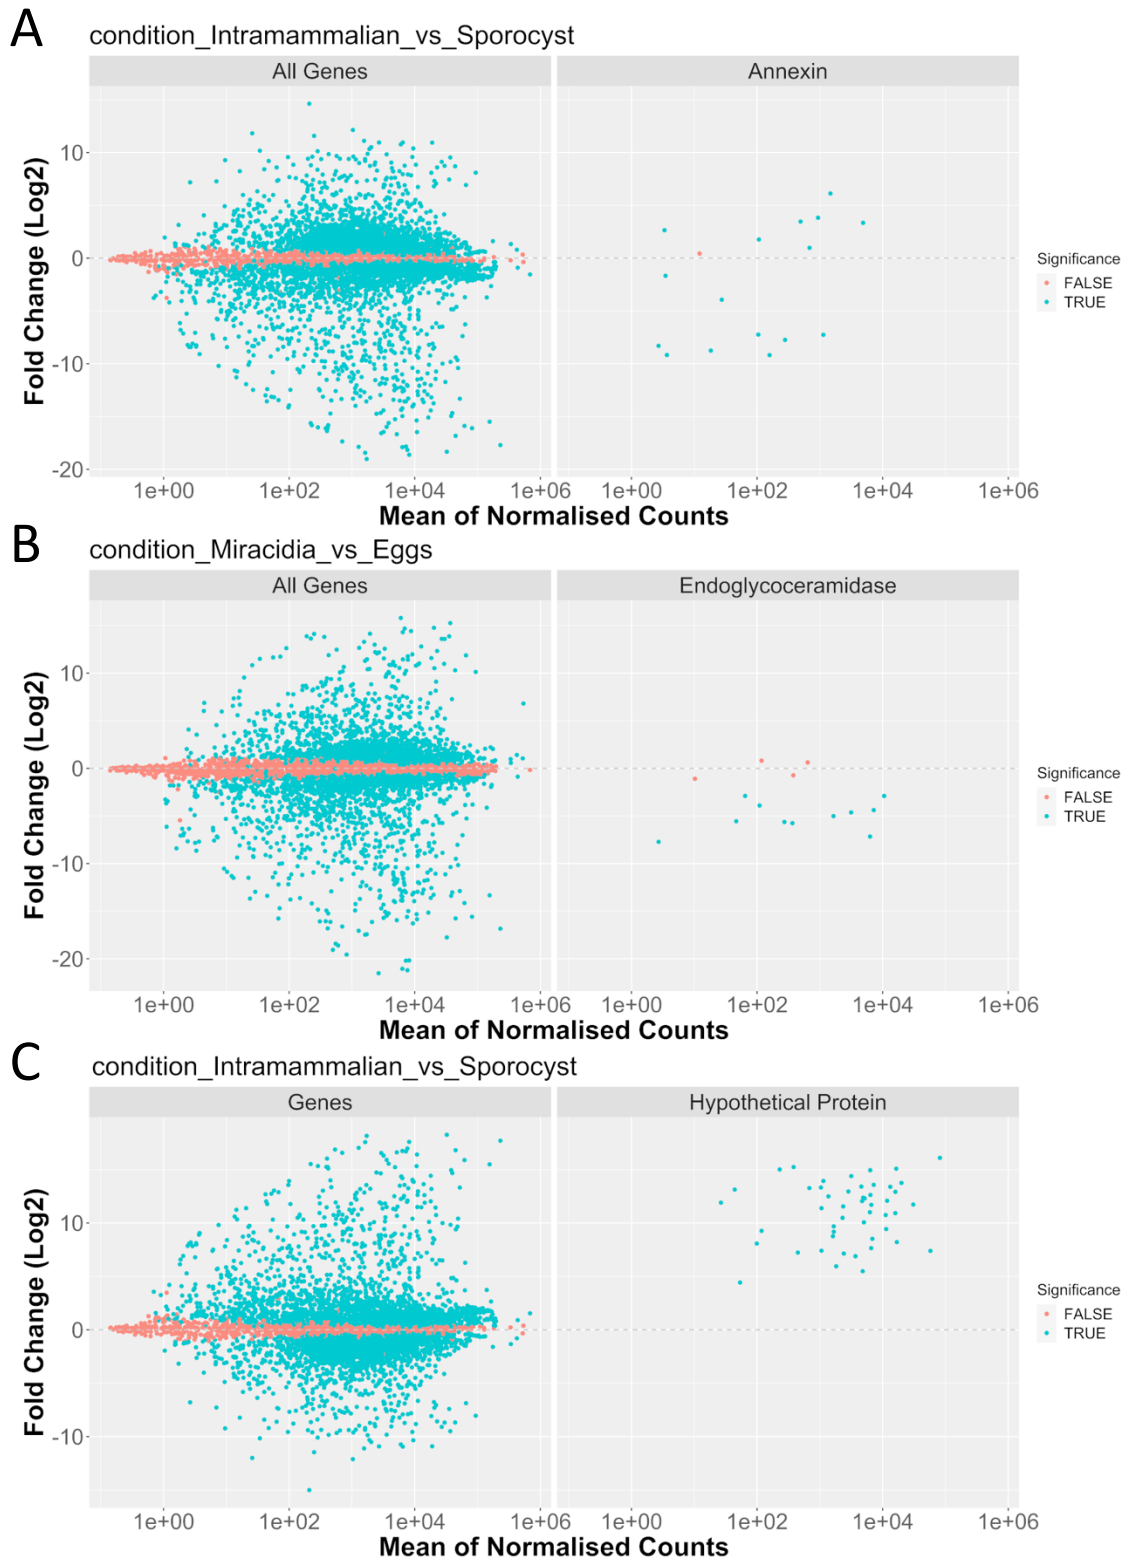 A
condition_Intramammalian_vs_Sporocyst
All Genes
Annexin
Fold Change (Log2)
10
0
-10
-20
1e+00 1e+02 1e+04 1e+06
1e+00 1e+02 1e+04 1e+06
Mean of Normalised Counts
Significance
FALSE
TRUE
B
condition_Miracidia_vs_Eggs
All Genes
Endoglycoceramidase
Fold Change (Log2)
10
0
-10
-20
1e+00 1e+02 1e+04 1e+06
1e+00 1e+02 1e+04 1e+06
Mean of Normalised Counts
Significance
FALSE
TRUE
C
condition_Intramammalian_vs_Sporocyst
Genes
Hypothetical Protein
Fold Change (Log2)
10
0
-10
1e+00 1e+02 1e+04 1e+06
1e+00 1e+02 1e+04 1e+06
Mean of Normalised Counts
Significance
FALSE
TRUE